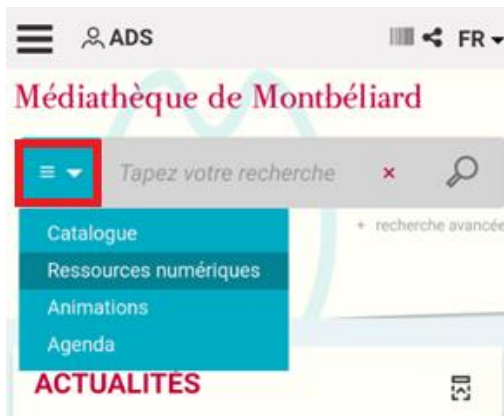 ADS FR
Médiathèque de Montbéliard
Tapez votre recherche
+ recherche avancée
Catalogue
Ressources numériques
Animations
Agenda
ACTUALITÉS